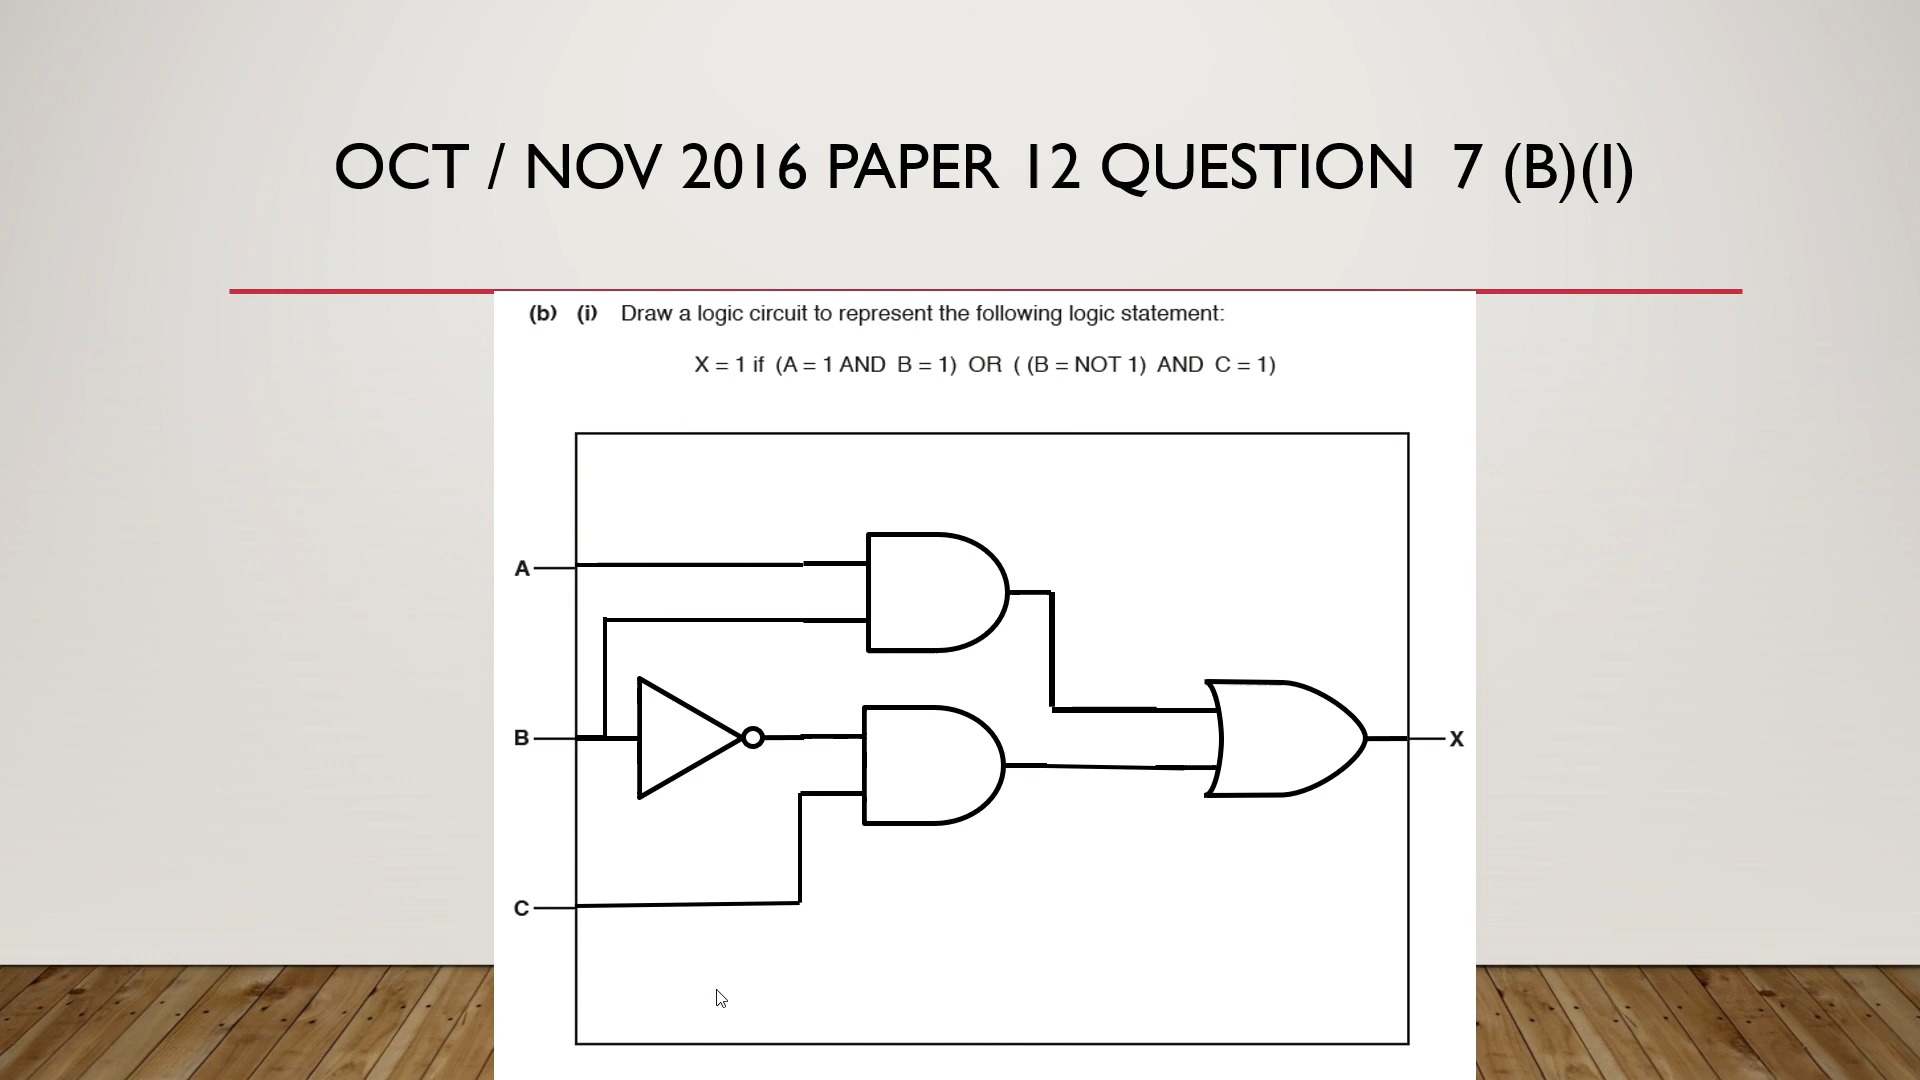 OCT / NOV 2016 PAPER 12 QUESTION 7 (B)(I)
(b) (i) Draw a logic circuit to represent the following logic statement:
X = 1 if (A = 1 AND B = 1) OR ( (B = NOT 1) AND C = 1)
A
B
X
C